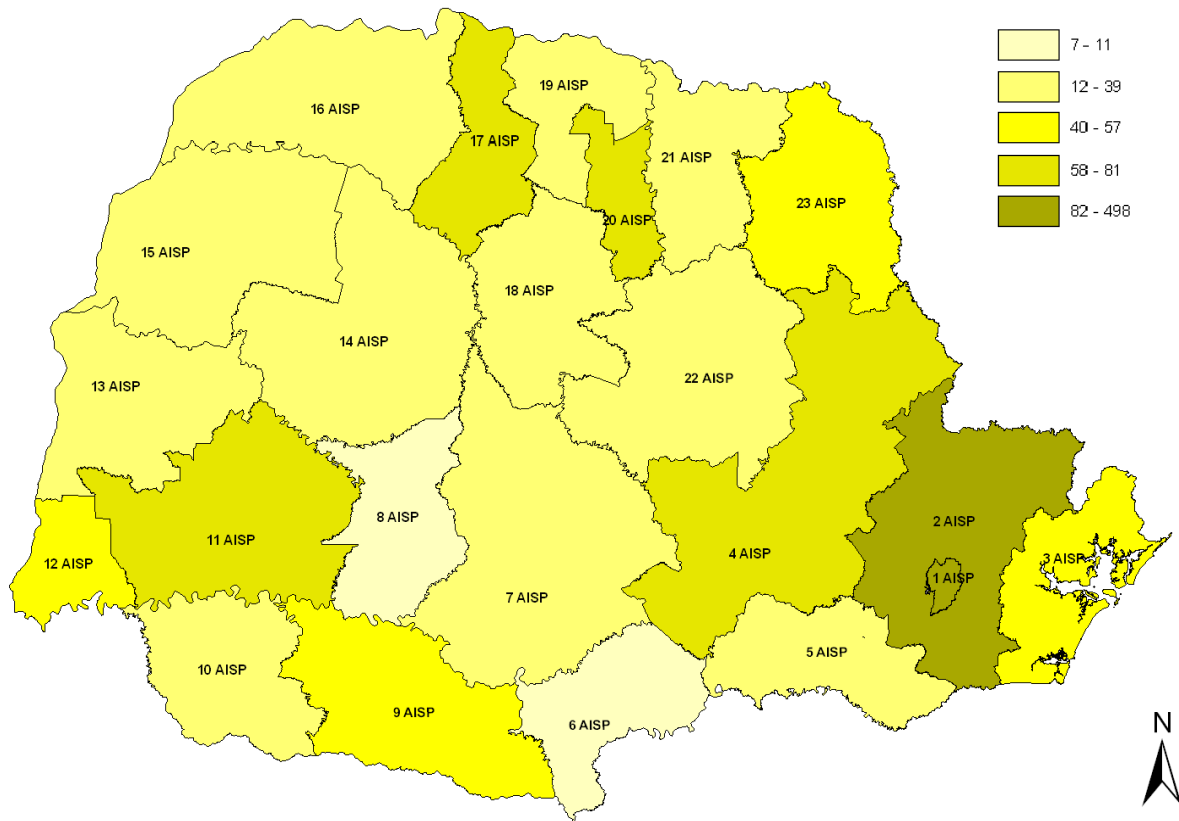 7 - 11
12 - 39
40 - 57
58 - 81
82 - 498
19 AISP
16 AISP
17 AISP
21 AISP
23 AISP
20 AISP
15 AISP
18 AISP
14 AISP
22 AISP
13 AISP
8 AISP
2 AISP
11 AISP
4 AISP
3 AISP
12 AISP
1 AISP
7 AISP
5 AISP
10 AISP
9 AISP
6 AISP
N